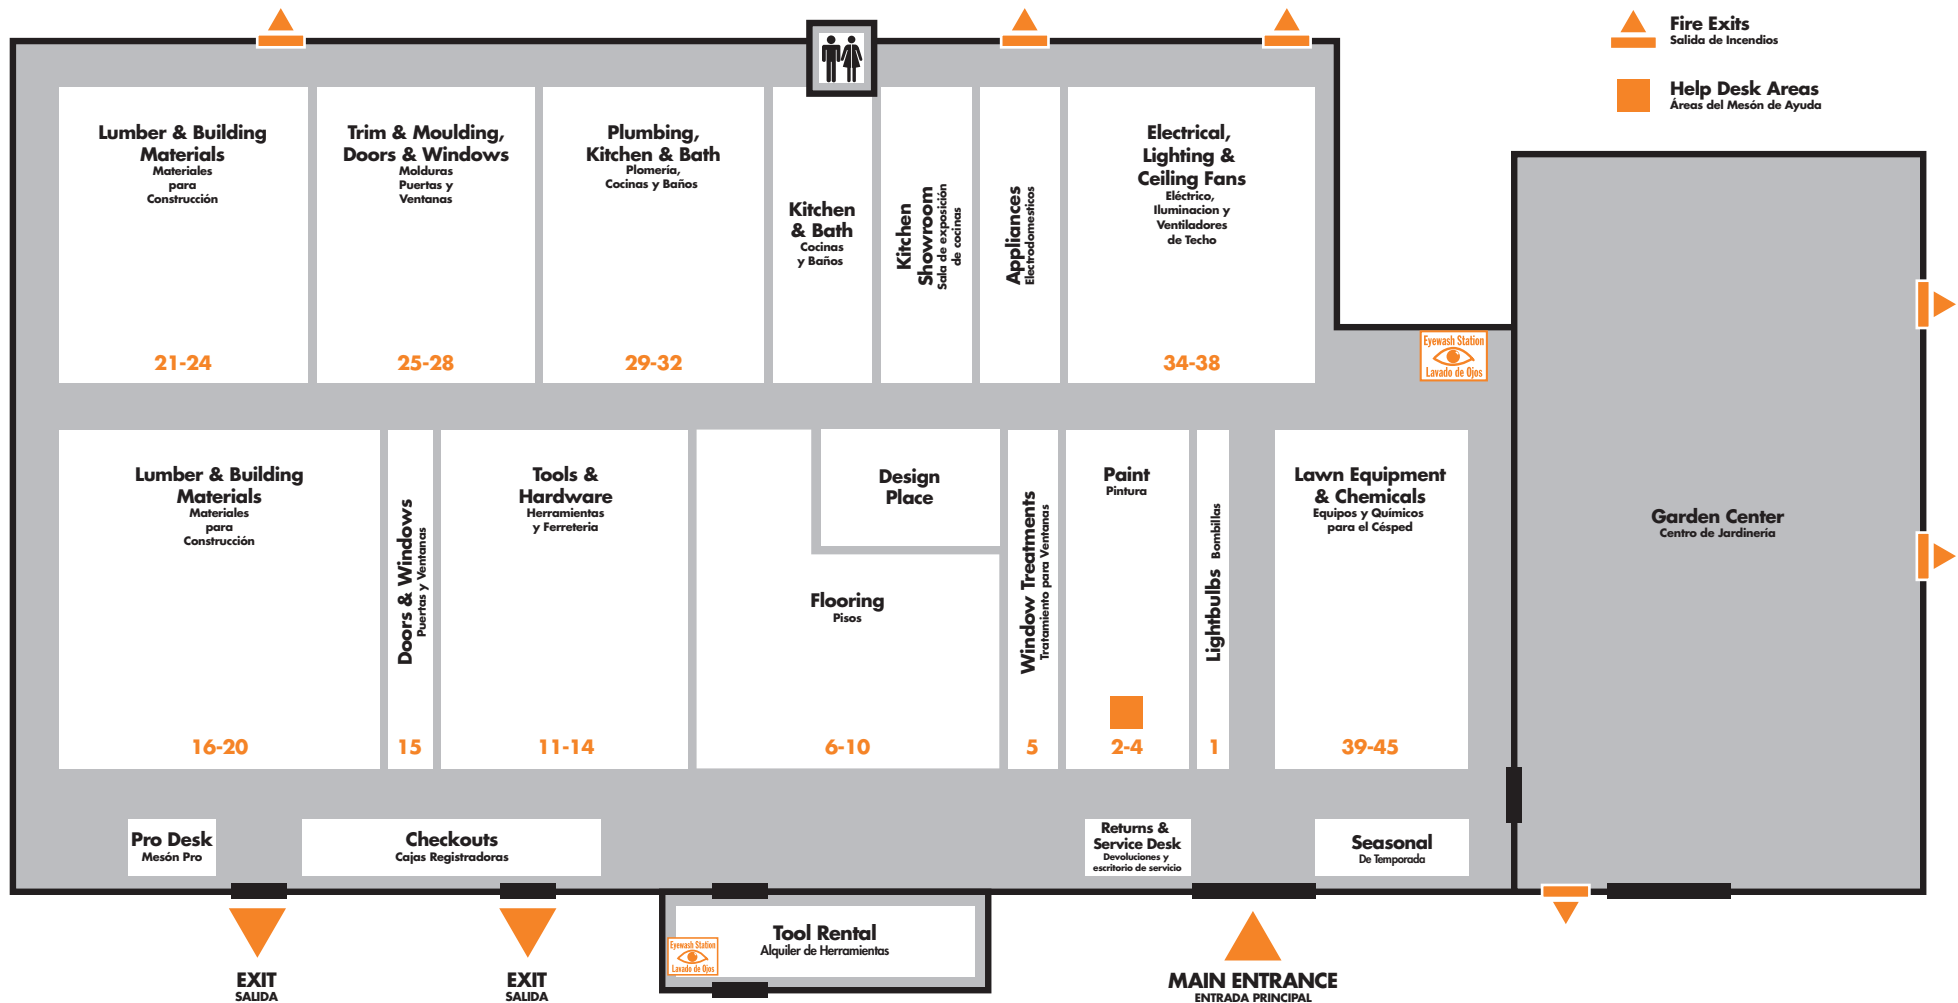 Fire Exits
Salida de Incendios
Help Desk Areas
Áreas del Mesón de Ayuda
Lumber & Building
Materials
Materiales
para
Construcción
21-24
Trim & Moulding,
Doors & Windows
Molduras
Puertas y
Ventanas
25-28
Plumbing,
Kitchen & Bath
Plomería,
Cocinas y Baños
29-32
Kitchen
& Bath
Cocinas
y Baños
Kitchen
Showroom
Sala de exposición
de cocinas
Appliances
Electrodomesticos
Electrical,
Lighting &
Ceiling Fans
Eléctrico,
Iluminacion y
Ventiladores
de Techo
34-38
Eyewash Station
Lavado de Ojos
Lumber & Building
Materials
Materiales
para
Construcción
16-20
Doors & Windows
Puertas y Ventanas
15
Tools &
Hardware
Herramientas
y Ferreteria
11-14
Design
Place
Flooring
Pisos
6-10
Window Treatments
Tratamiento para Ventanas
5
Paint
Pintura
2-4
Lightbulbs Bombillas
1
Lawn Equipment
& Chemicals
Equipos y Químicos
para el Césped
39-45
Garden Center
Centro de Jardinería
Pro Desk
Mesón Pro
Checkouts
Cajas Registradoras
Returns &
Service Desk
Devoluciones y
escritorio de servicio
Seasonal
De Temporada
Tool Rental
Alquiler de Herramientas
Eyewash Station
Lavado de Ojos
EXIT
SALIDA
EXIT
SALIDA
MAIN ENTRANCE
ENTRADA PRINCIPAL